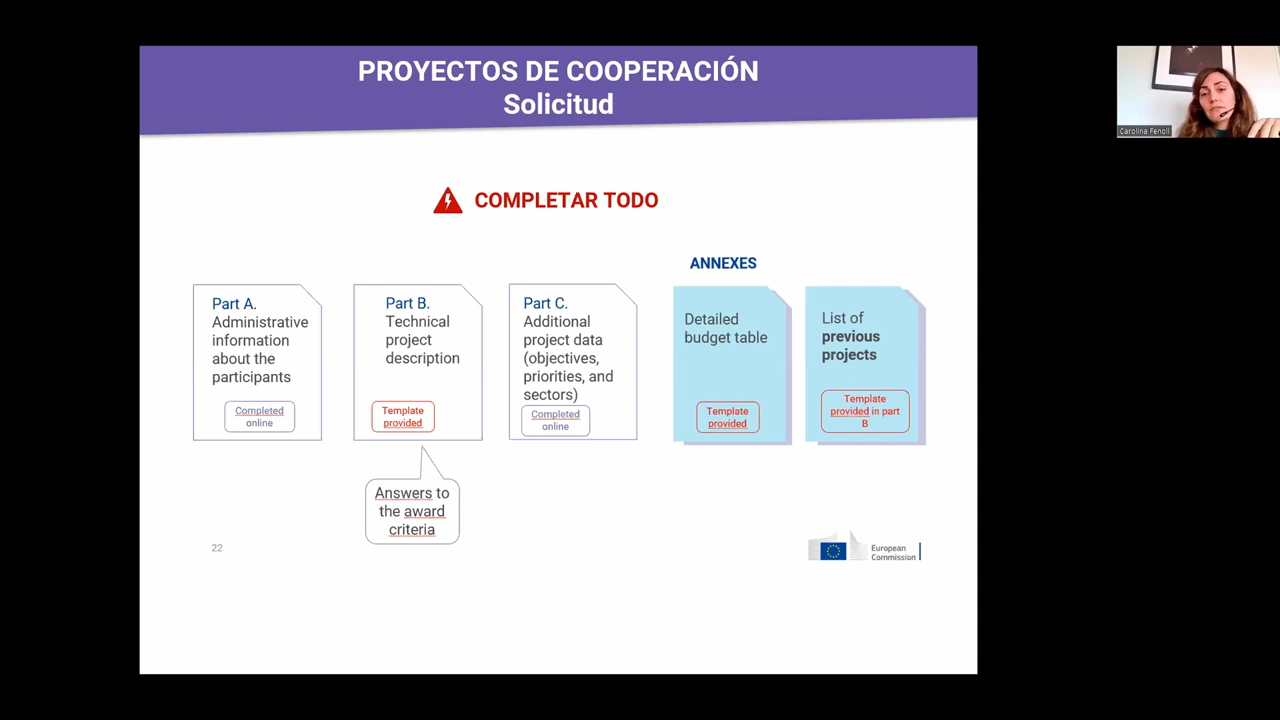 PROYECTOS DE COOPERACIÓN
Solicitud
COMPLETAR TODO
ANNEXES
Part A.
Administrative
information
about the
participants
Completed
online
Part B.
Technical
project
description
Template
provided
Part C.
Additional
project data
(objectives,
priorities, and
sectors)
Completed
online
Detailed
budget table
Template
provided
List of
previous
projects
Template
provided in part
B
Answers to
the award
criteria
22
European
Commission
Carolina Fenoll